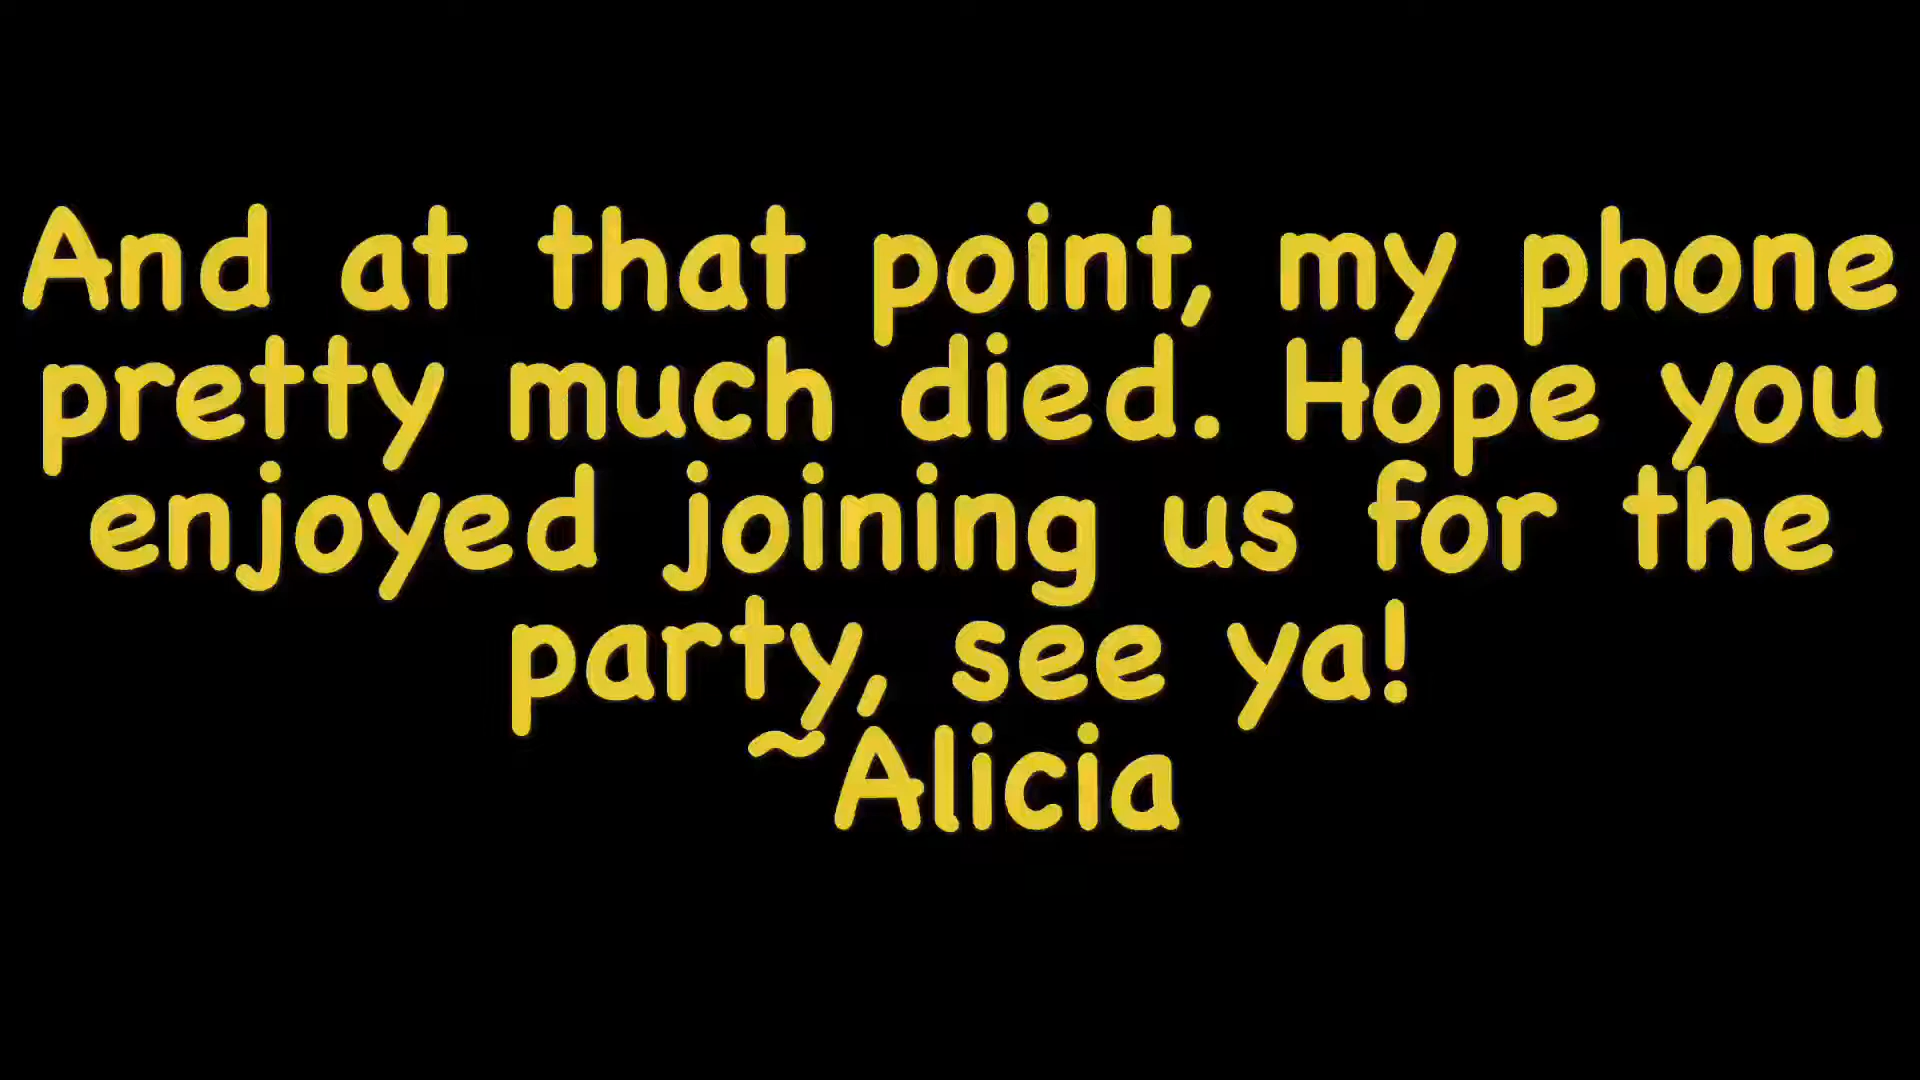 And at that point, my phone
pretty much died. Hope you
enjoyed joining us for the
party, see ya!
~Alicia